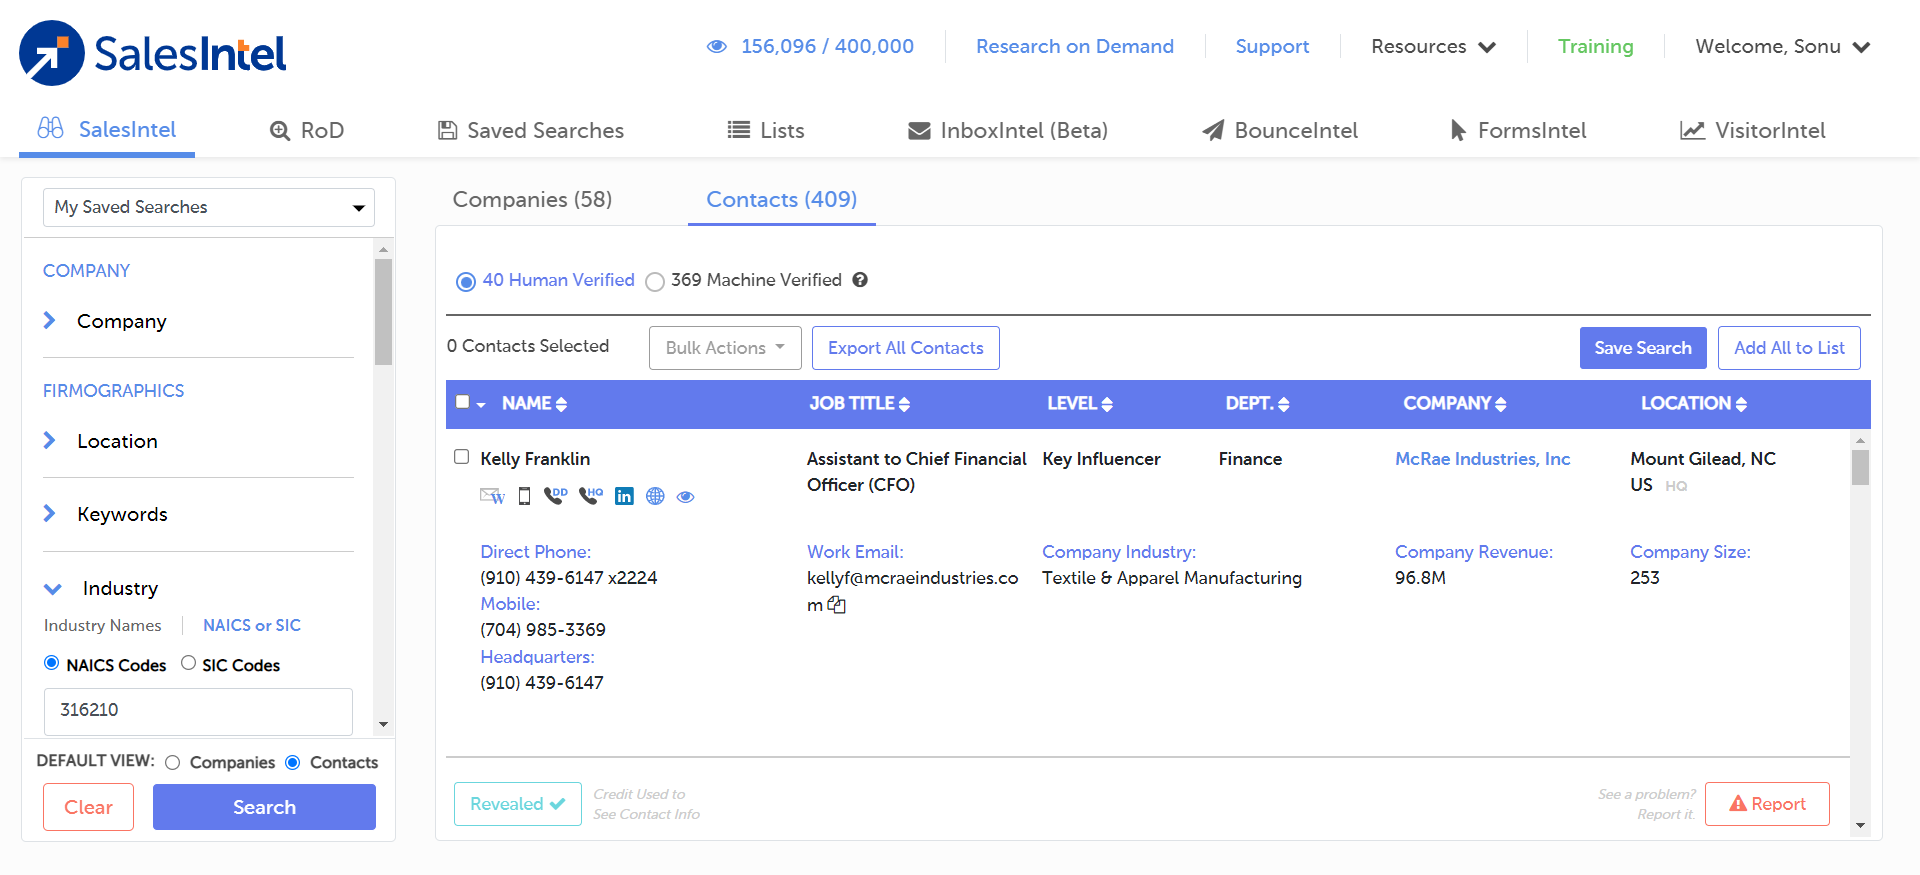 SalesIntel
156,096 / 400,000
Research on Demand
Support
Resources
Training
Welcome, Sonu
SalesIntel
RoD
Saved Searches
Lists
InboxIntel (Beta)
BounceIntel
FormsIntel
VisitorIntel
My Saved Searches
COMPANY
Company
FIRMOGRAPHICS
Location
Keywords
Industry
Industry Names
NAICS or SIC
NAICS Codes
SIC Codes
316210
DEFAULT VIEW:
Companies
Contacts
Clear
Search
Companies (58)
Contacts (409)
40 Human Verified
369 Machine Verified
0 Contacts Selected
Bulk Actions
Export All Contacts
Save Search
Add All to List
NAME
JOB TITLE
LEVEL
DEPT.
COMPANY
LOCATION
Kelly Franklin
W
DD
HQ
in
Assistant to Chief Financial
Officer (CFO)
Key Influencer
Finance
McRae Industries, Inc
Mount Gilead, NC
US HQ
Direct Phone:
(910) 439-6147 x2224
Mobile:
(704) 985-3369
Headquarters:
(910) 439-6147
Work Email:
kellyf@mcraeindustries.co
m
Company Industry:
Textile & Apparel Manufacturing
Company Revenue:
96.8M
Company Size:
253
Revealed
Credit Used to
See Contact Info
See a problem?
Report it.
Report